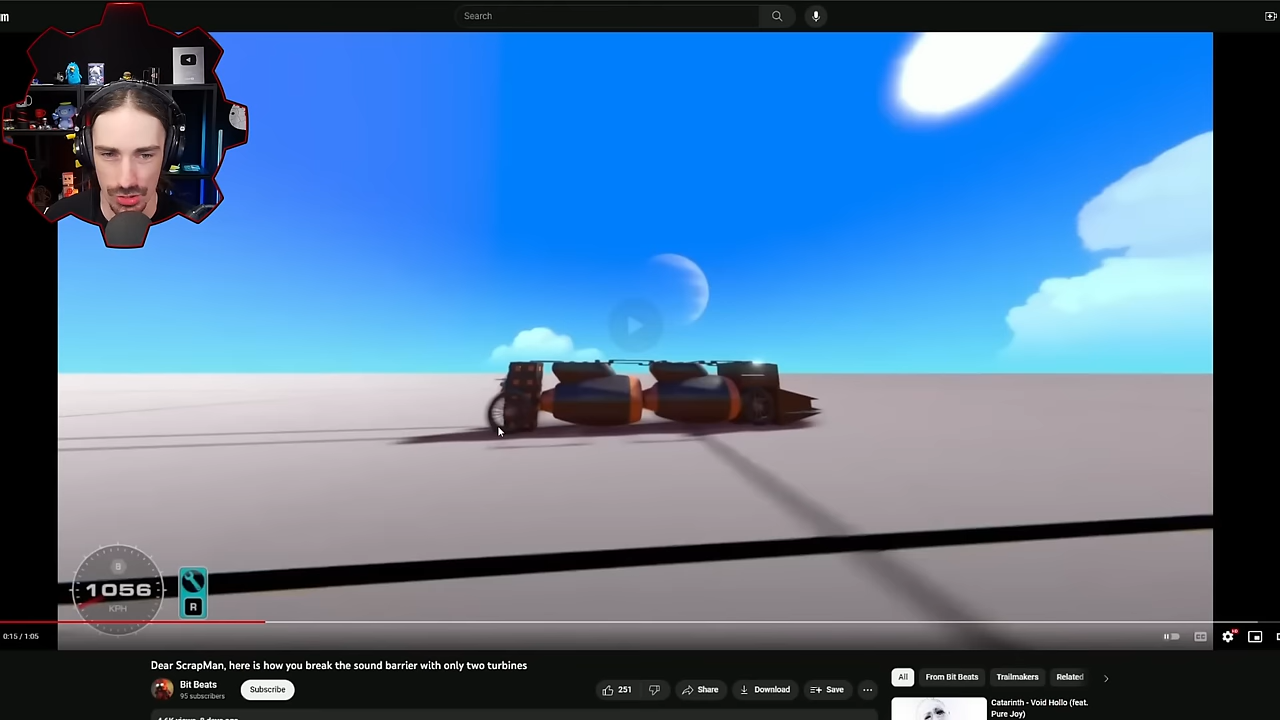 m
Search
B
1056
KPH
R
0:15 / 1:05
Dear ScrapMan, here is how you break the sound barrier with only two turbines
Bit Beats
95 subscribers
Subscribe
251
Share
Download
Save
All
From Bit Beats
Trailmakers
Related
Catarinth - Void Hollo (feat.
Pure Joy)